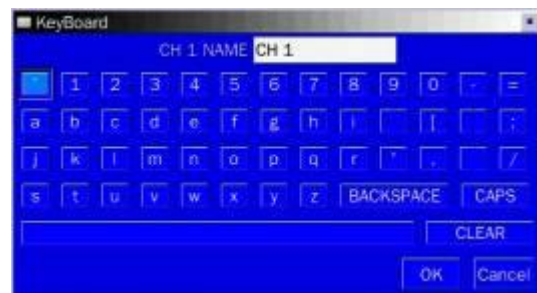 KeyBoard
CH 1 NAME CH 1
1 2 3 4 5 6 7 8 9 0 - =
a b c d e f g h i [ ;
j k l m n o p q r ' . /
s t u v w x y z BACKSPACE CAPS
CLEAR
OK Cancel